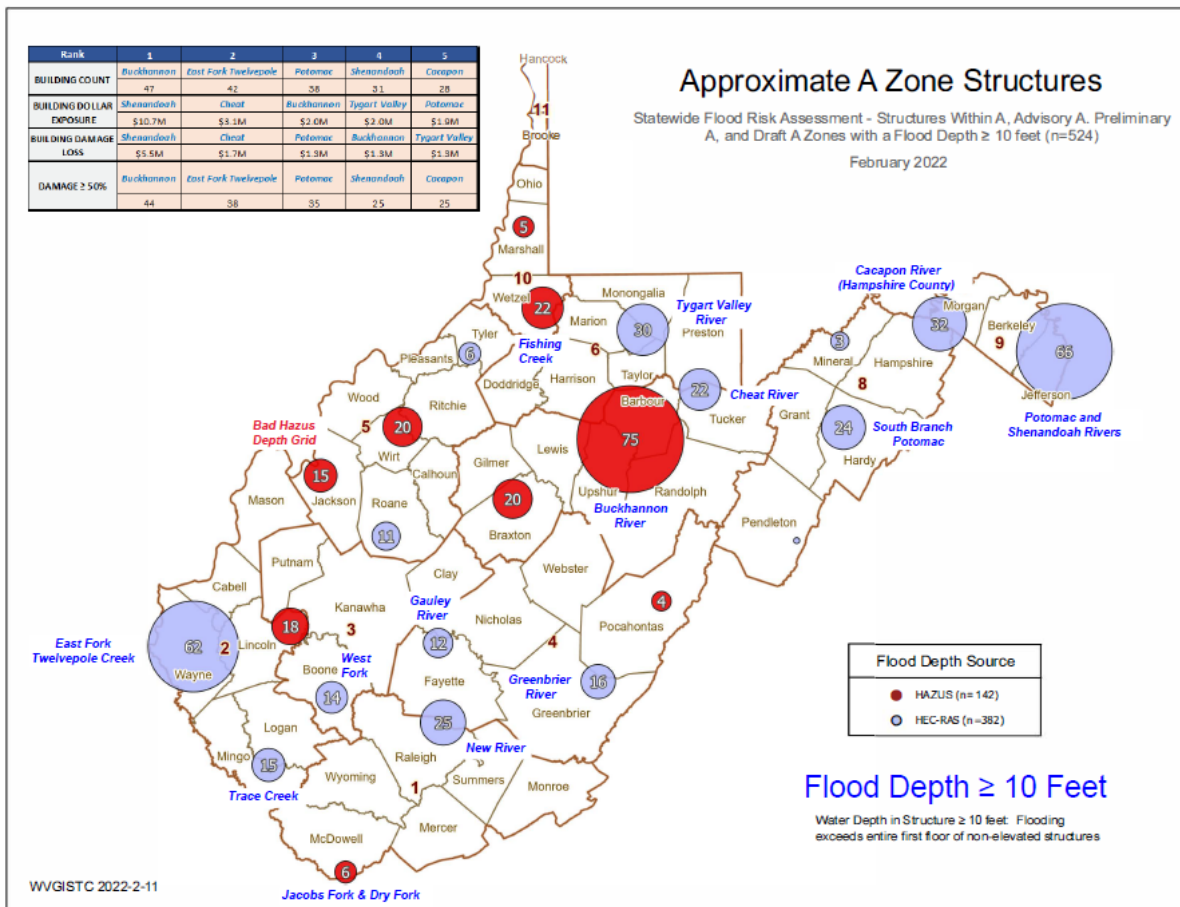 Rank 1 2 3 4 5
BUILDING COUNT Buckhannon East Fork Twelvepole Potomac Shenandoah Cacapon
47 42 38 31 28
BUILDING DOLLAR EXPOSURE Shenandoah Cheat Buckhannon Tygart Valley Potomac
$10.7M $3.1M $2.0M $2.0M $1.9M
BUILDING DAMAGE LOSS Shenandoah Cheat Potomac Buckhannon Tygart Valley
$5.5M $1.7M $1.3M $1.3M $1.3M
DAMAGE ≥ 50% Buckhannon East Fork Twelvepole Potomac Shenandoah Cacapon
44 38 35 25 25
Approximate A Zone Structures
Statewide Flood Risk Assessment - Structures Within A, Advisory A. Preliminary
A, and Draft A Zones with a Flood Depth ≥ 10 feet (n=524)
February 2022
Hancock
11
Brooke
Ohio
5
Marshall
10
Wetzel
22
Fishing
Creek
Monongalia
30
Marion
6
Tygart Valley
River
Preston
Cacapon River
(Hampshire County)
Morgan
32
Berkeley
9
66
Jefferson
Potomac and
Shenandoah Rivers
3
Mineral
Hampshire
8
Tyler
6
Pleasants
Doddridge
Harrison
Taylor
Barbour
75
22
Cheat River
Tucker
Grant
24
South Branch
Potomac
Hardy
Wood
Ritchie
5
20
Wirt
Bad Hazus
Depth Grid
15
Jackson
Mason
Roane
11
Calhoun
Gilmer
Lewis
20
Braxton
Upshur
Randolph
Buckhannon
River
Pendleton
Putnam
Cabell
Clay
Webster
Kanawha
3
Gauley
River
Nicholas
4
4
Pocahontas
18
Lincoln
2
62
Wayne
East Fork
Twelvepole Creek
West
Fork
Boone
14
12
Fayette
Greenbrier
River
16
Greenbrier
25
New River
Logan
Mingo
15
Trace Creek
Raleigh
Wyoming
1
Summers
Monroe
McDowell
Mercer
6
Jacobs Fork & Dry Fork
Flood Depth Source
HAZUS (n=142)
HEC-RAS (n=382)
Flood Depth ≥ 10 Feet
Water Depth in Structure ≥ 10 feet: Flooding
exceeds entire first floor of non-elevated structures
WVGISTC 2022-2-11